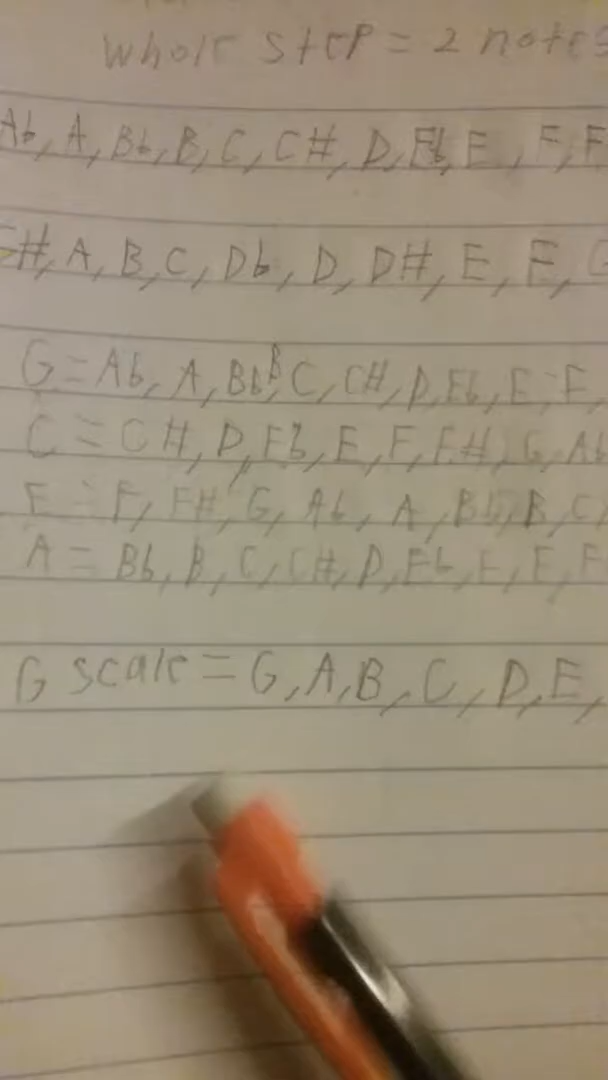 whole step = 2 notes
Ab, A, Bb, B, C, C#, D, Eb, E, F, F
G#, A, B, C, Db, D, D#, E, F, G
G = Ab, A, Bb, B, C, C#, D, Eb, E, F,
C = C#, D, Eb, E, F, F#, G, Ab
E = F, F#, G, Ab, A, Bb, B, C,
A = Bb, B, C, C#, D, Eb, E, F
G scale = G, A, B, C, D, E,